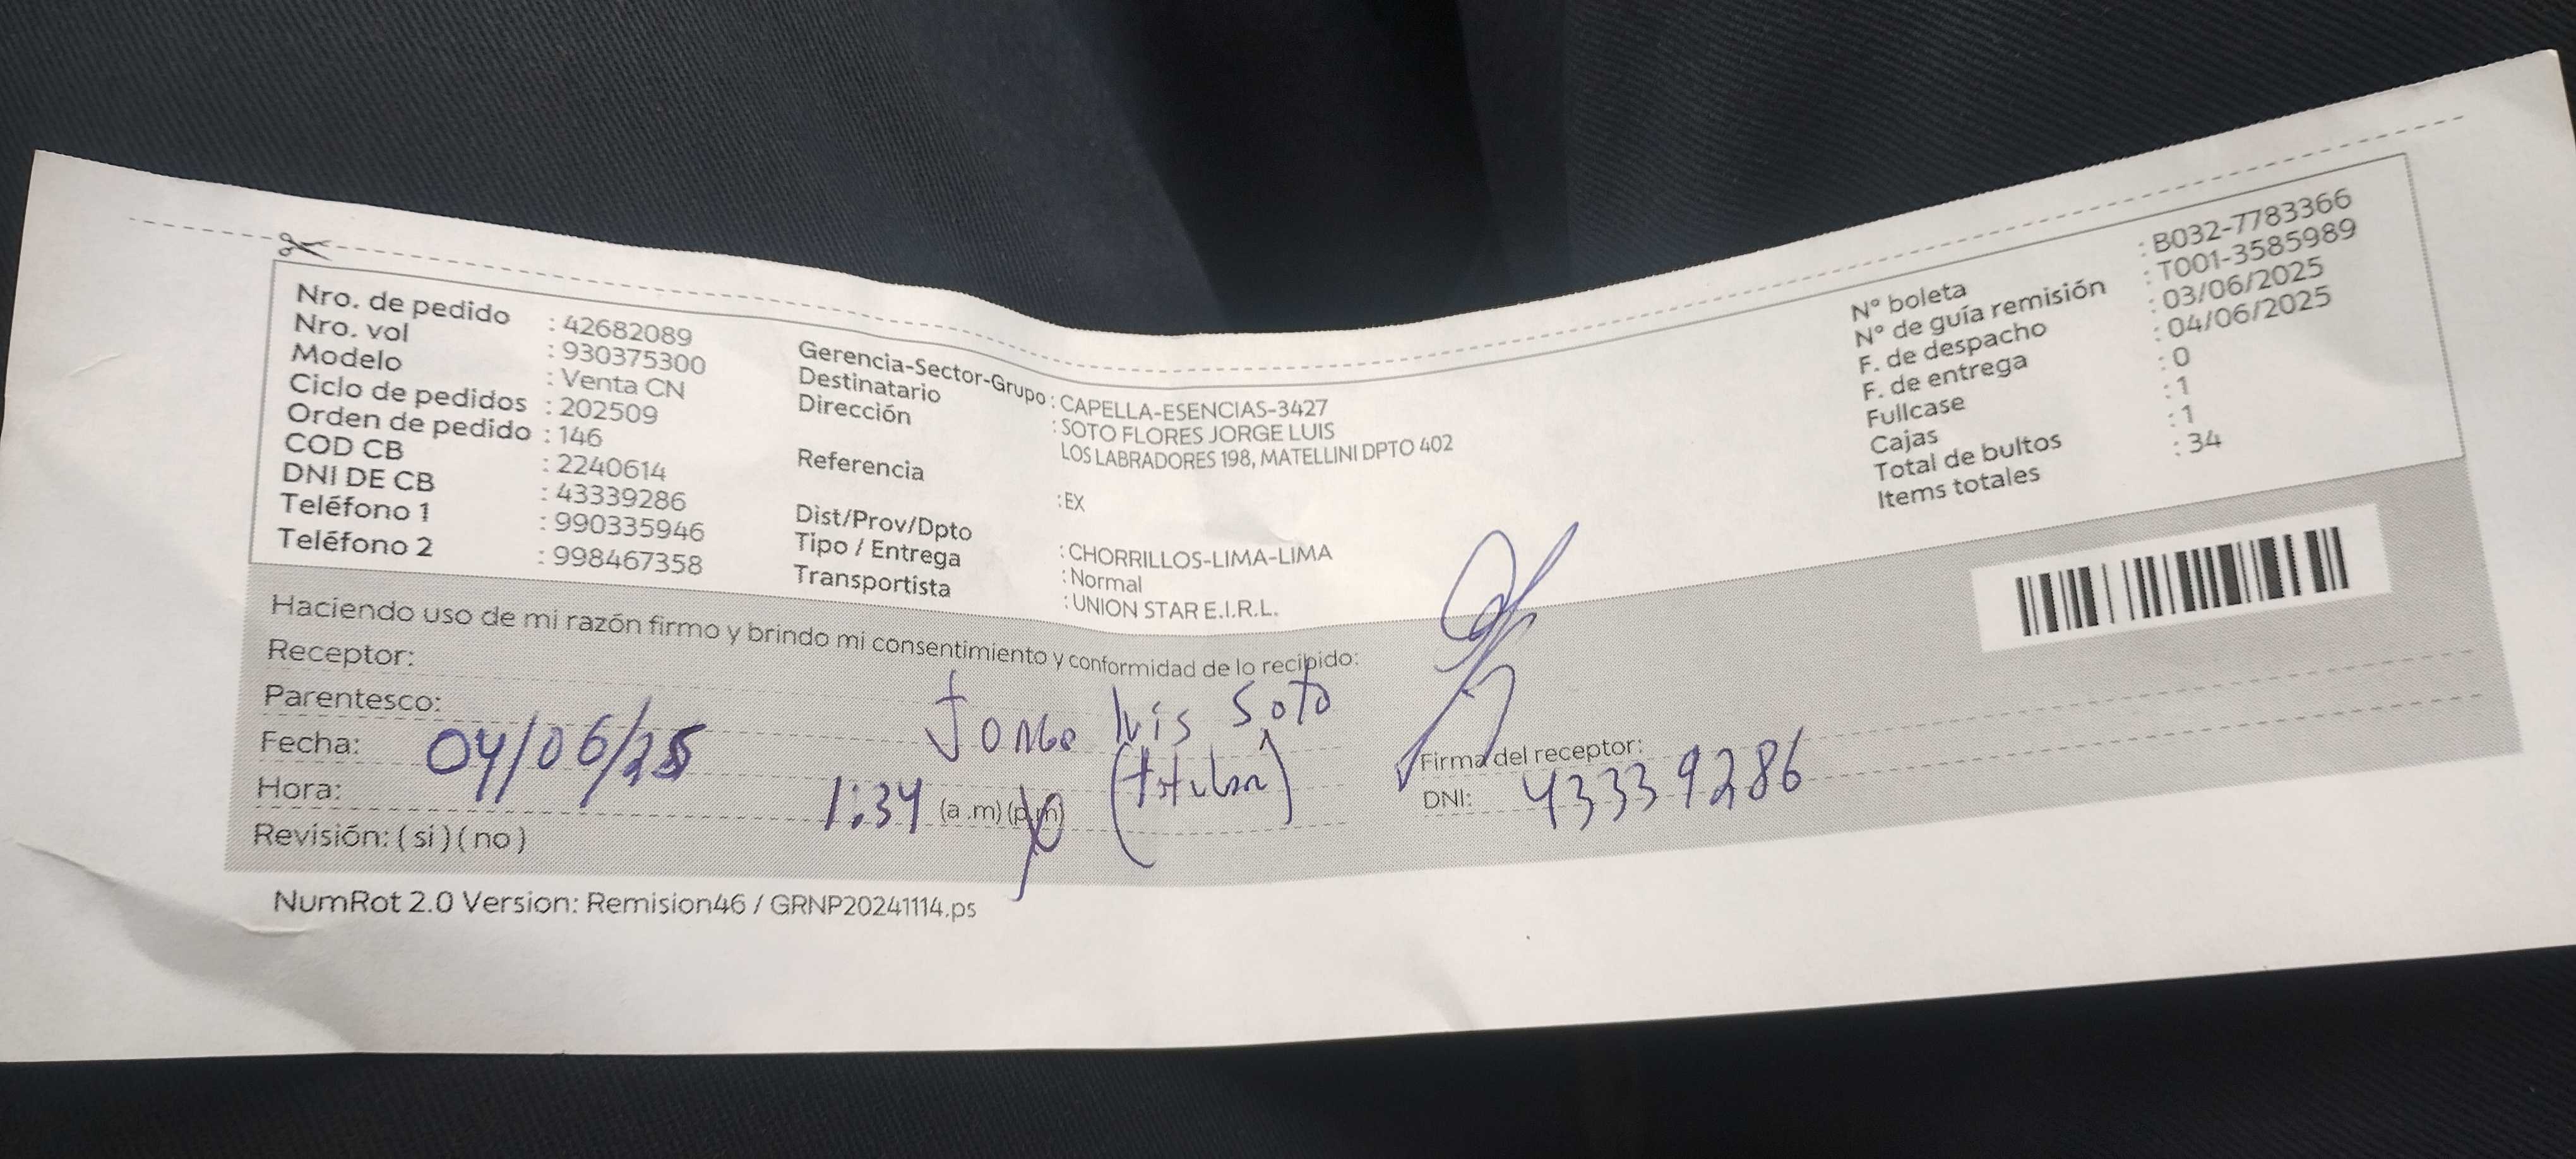 Nro. de pedido : 42682089
Nro. vol : 930375300
Modelo : Venta CN
Ciclo de pedidos : 202509
Orden de pedido : 146
COD CB : 2240614
DNI DE CB : 43339286
Teléfono 1 : 990335946
Teléfono 2 : 998467358
Gerencia-Sector-Grupo : CAPELLA-ESENCIAS-3427
Destinatario : SOTO FLORES JORGE LUIS
Dirección LOS LABRADORES 198, MATELLINI DPTO 402
Referencia : EX
Dist/Prov/Dpto : CHORRILLOS-LIMA-LIMA
Tipo / Entrega : Normal
Transportista : UNION STAR E.I.R.L.
N° boleta : B032-7783366
N° de guía remisión : T001-3585989
F. de despacho : 03/06/2025
F. de entrega : 04/06/2025
Fullcase : 0
Cajas : 1
Total de bultos : 1
Items totales : 34
Haciendo uso de mi razón firmo y brindo mi consentimiento y conformidad de lo recibido:
Receptor: Jorge luis Soto
Parentesco: (titular)
Fecha: 04/06/25
Hora: 1:34 (a.m) (p.m)
Revisión: ( si ) ( no )
Firma del receptor:
DNI: 43339286
NumRot 2.0 Version: Remision46 / GRNP20241114.ps